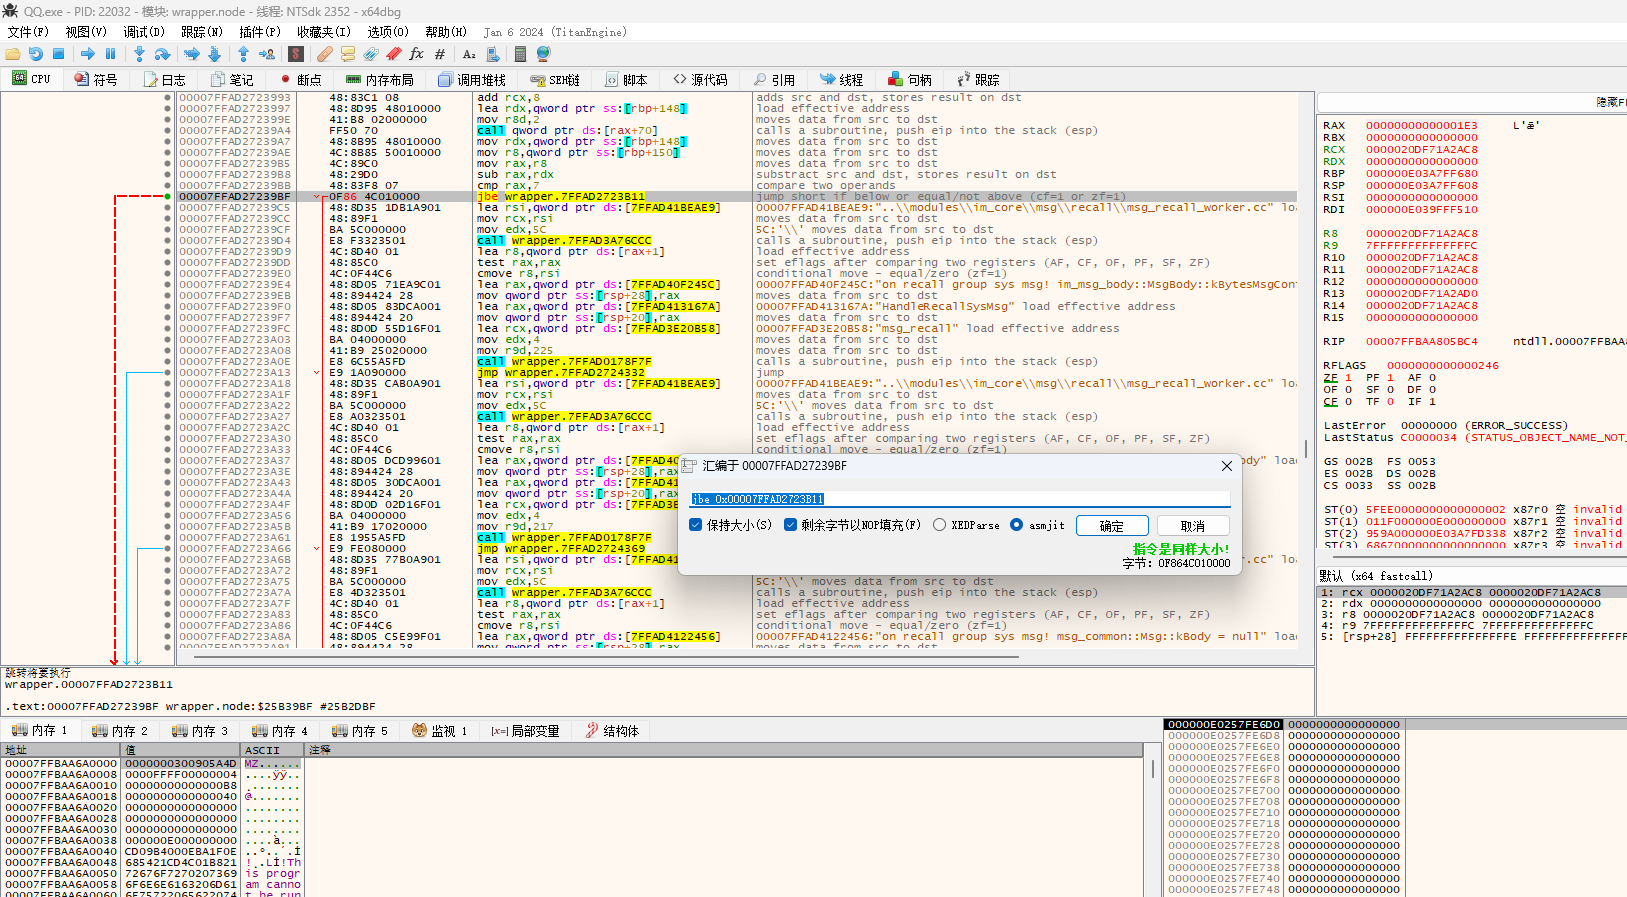 QQ.exe - PID: 22032 - 模块: wrapper.node - 线程: NTSdk 2352 - x64dbg
文件(F) 视图(V) 调试(D) 跟踪(N) 插件(P) 收藏夹(I) 选项(O) 帮助(H) Jan 6 2024 (TitanEngine)
CPU 符号 日志 笔记 断点 内存布局 调用堆栈 SEH链 脚本 源代码 引用 线程 句柄 跟踪
00007FFAD2723993 48:83C1 08 add rcx,8 adds src and dst, stores result on dst
00007FFAD2723997 48:8D95 48010000 lea rdx,qword ptr ss:[rbp+148] load effective address
00007FFAD272399E 41:B8 02000000 mov r8d,2 moves data from src to dst
00007FFAD27239A4 FF50 70 call qword ptr ds:[rax+70] calls a subroutine, push eip into the stack (esp)
00007FFAD27239A7 48:8B95 48010000 mov rdx,qword ptr ss:[rbp+148] moves data from src to dst
00007FFAD27239AE 4C:8B85 50010000 mov r8,qword ptr ss:[rbp+150] moves data from src to dst
00007FFAD27239B5 4C:89C0 mov rax,r8 moves data from src to dst
00007FFAD27239B8 48:29D0 sub rax,rdx substract src and dst, stores result on dst
00007FFAD27239BB 48:83F8 07 cmp rax,7 compare two operands
00007FFAD27239BF 0F86 4C010000 jbe wrapper.7FFAD2723B11 jump short if below or equal/not above (cf=1 or zf=1)
00007FFAD27239C5 48:8D35 1DB1A901 lea rsi,qword ptr ds:[7FFAD41BEAE9] 00007FFAD41BEAE9:"..\\modules\\im_core\\msg\\recall\\msg_recall_worker.cc" loa
00007FFAD27239CC 48:89F1 mov rcx,rsi moves data from src to dst
00007FFAD27239CF BA 5C000000 mov edx,5C 5C:'\\' moves data from src to dst
00007FFAD27239D4 E8 F3323501 call wrapper.7FFAD3A76CCC calls a subroutine, push eip into the stack (esp)
00007FFAD27239D9 4C:8D40 01 lea r8,qword ptr ds:[rax+1] load effective address
00007FFAD27239DD 48:85C0 test rax,rax set eflags after comparing two registers (AF, CF, OF, PF, SF, ZF)
00007FFAD27239E0 4C:0F44C6 cmove r8,rsi conditional move - equal/zero (zf=1)
00007FFAD27239E4 48:8D05 71EA9C01 lea rax,qword ptr ds:[7FFAD40F245C] 00007FFAD40F245C:"on recall group sys msg! im_msg_body::MsgBody::kBytesMsgCon
00007FFAD27239EB 48:894424 28 mov qword ptr ss:[rsp+28],rax moves data from src to dst
00007FFAD27239F0 48:8D05 83DCA001 lea rax,qword ptr ds:[7FFAD413167A] 00007FFAD413167A:"HandleRecallSysMsg" load effective address
00007FFAD27239F7 48:894424 20 mov qword ptr ss:[rsp+20],rax moves data from src to dst
00007FFAD27239FC 48:8D0D 55D16F01 lea rcx,qword ptr ds:[7FFAD3E20B58] 00007FFAD3E20B58:"msg_recall" load effective address
00007FFAD2723A03 BA 04000000 mov edx,4 moves data from src to dst
00007FFAD2723A08 41:B9 25020000 mov r9d,225 moves data from src to dst
00007FFAD2723A0E E8 6C55A5FD call wrapper.7FFAD0178F7F calls a subroutine, push eip into the stack (esp)
00007FFAD2723A13 E9 1A090000 jmp wrapper.7FFAD2724332 jump
00007FFAD2723A18 48:8D35 CAB0A901 lea rsi,qword ptr ds:[7FFAD41BEAE9] 00007FFAD41BEAE9:"..\\modules\\im_core\\msg\\recall\\msg_recall_worker.cc" loa
00007FFAD2723A1F 48:89F1 mov rcx,rsi moves data from src to dst
00007FFAD2723A22 BA 5C000000 mov edx,5C 5C:'\\' moves data from src to dst
00007FFAD2723A27 E8 A0323501 call wrapper.7FFAD3A76CCC calls a subroutine, push eip into the stack (esp)
00007FFAD2723A2C 4C:8D40 01 lea r8,qword ptr ds:[rax+1] load effective address
00007FFAD2723A30 48:85C0 test rax,rax set eflags after comparing two registers (AF, CF, OF, PF, SF, ZF)
00007FFAD2723A33 4C:0F44C6 cmove r8,rsi conditional move - equal/zero (zf=1)
00007FFAD2723A37 48:8D05 DCD99601 lea rax,qword ptr ds:[7FFAD40
00007FFAD2723A3E 48:894424 28 mov qword ptr ss:[rsp+28],rax
00007FFAD2723A43 48:8D05 30DCA001 lea rax,qword ptr ds:[7FFAD41
00007FFAD2723A4A 48:894424 20 mov qword ptr ss:[rsp+20],rax
00007FFAD2723A4F 48:8D0D 02D16F01 lea rcx,qword ptr ds:[7FFAD3E
00007FFAD2723A56 BA 04000000 mov edx,4
00007FFAD2723A5B 41:B9 17020000 mov r9d,217
00007FFAD2723A61 E8 1955A5FD call wrapper.7FFAD0178F7F
00007FFAD2723A66 E9 FE080000 jmp wrapper.7FFAD2724369
00007FFAD2723A6B 48:8D35 77B0A901 lea rsi,qword ptr ds:[7FFAD41
00007FFAD2723A72 48:89F1 mov rcx,rsi
00007FFAD2723A75 BA 5C000000 mov edx,5C 5C:'\\' moves data from src to dst
00007FFAD2723A7A E8 4D323501 call wrapper.7FFAD3A76CCC calls a subroutine, push eip into the stack (esp)
00007FFAD2723A7F 4C:8D40 01 lea r8,qword ptr ds:[rax+1] load effective address
00007FFAD2723A83 48:85C0 test rax,rax set eflags after comparing two registers (AF, CF, OF, PF, SF, ZF)
00007FFAD2723A86 4C:0F44C6 cmove r8,rsi conditional move - equal/zero (zf=1)
00007FFAD2723A8A 48:8D05 C5E99F01 lea rax,qword ptr ds:[7FFAD4122456] 00007FFAD4122456:"on recall group sys msg! msg_common::Msg::kBody = null" load
汇编于 00007FFAD27239BF
jbe 0x00007FFAD2723B11
保持大小(S) 剩余字节以NOP填充(F) XEDParse asmjit 确定 取消
指令是同样大小!
字节: 0F864C010000
隐藏F
RAX 00000000000001E3 L'ǣ'
RBX 0000000000000000
RCX 0000020DF71A2AC8
RDX 0000000000000000
RBP 000000E03A7FF680
RSP 000000E03A7FF608
RSI 0000000000000000
RDI 000000E039FFF510
R8 0000020DF71A2AC8
R9 7FFFFFFFFFFFFFFC
R10 0000020DF71A2AC8
R11 0000020DF71A2AC8
R12 0000000000000000
R13 0000020DF71A2AD0
R14 0000020DF71A2AC8
R15 0000000000000000
RIP 00007FFBAA805BC4 ntdll.00007FFBAA8
RFLAGS 0000000000000246
ZF 1 PF 1 AF 0
OF 0 SF 0 DF 0
CF 0 TF 0 IF 1
LastError 00000000 (ERROR_SUCCESS)
LastStatus C0000034 (STATUS_OBJECT_NAME_NOT_
GS 002B FS 0053
ES 002B DS 002B
CS 0033 SS 002B
ST(0) 5FEE0000000000000002 x87r0 空 invalid
ST(1) 011F000000E000000000 x87r1 空 invalid
ST(2) 959A000000E03A7FD338 x87r2 空 invalid
ST(3) 68670000000000000000 x87r3 空 invalid
默认 (x64 fastcall)
1: rcx 0000020DF71A2AC8 0000020DF71A2AC8
2: rdx 0000000000000000 0000000000000000
3: r8 0000020DF71A2AC8 0000020DF71A2AC8
4: r9 7FFFFFFFFFFFFFFC 7FFFFFFFFFFFFFFC
5: [rsp+28] FFFFFFFFFFFFFFFE FFFFFFFFFFFFFFF
跳转将要执行
wrapper.00007FFAD2723B11
.text:00007FFAD27239BF wrapper.node:$25B39BF #25B2DBF
内存 1 内存 2 内存 3 内存 4 内存 5 监视 1 局部变量 结构体
地址 值 ASCII 注释
00007FFBAA6A0000 0000000300905A4D MZ......
00007FFBAA6A0008 0000FFFF00000004 ....ÿÿ..
00007FFBAA6A0010 00000000000000B8 ¸.......
00007FFBAA6A0018 0000000000000040 @.......
00007FFBAA6A0020 0000000000000000 ........
00007FFBAA6A0028 0000000000000000 ........
00007FFBAA6A0030 0000000000000000 ........
00007FFBAA6A0038 000000E000000000 ....à...
00007FFBAA6A0040 CD09B4000EBA1F0E ..º..´.Í
00007FFBAA6A0048 685421CD4C01B821 !¸.LÍ!Th
00007FFBAA6A0050 72676F7270207369 is progr
00007FFBAA6A0058 6F6E6E6163206D61 am canno
00007FFBAA6A0060 6E75722065622074 t be run
000000E0257FE6D0 0000000000000000
000000E0257FE6D8 0000000000000000
000000E0257FE6E0 0000000000000000
000000E0257FE6E8 0000000000000000
000000E0257FE6F0 0000000000000000
000000E0257FE6F8 0000000000000000
000000E0257FE700 0000000000000000
000000E0257FE708 0000000000000000
000000E0257FE710 0000000000000000
000000E0257FE718 0000000000000000
000000E0257FE720 0000000000000000
000000E0257FE728 0000000000000000
000000E0257FE730 0000000000000000
000000E0257FE738 0000000000000000
000000E0257FE740 0000000000000000
000000E0257FE748 0000000000000000